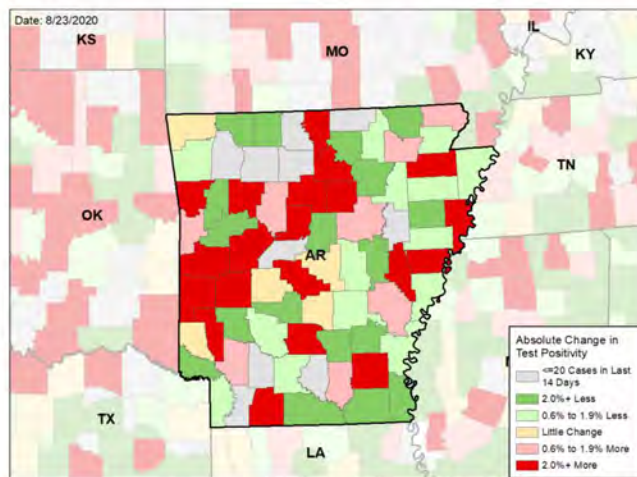 Date: 8/23/2020
KS
MO
IL
KY
OK
AR
TN
TX
LA
Absolute Change in
Test Positivity
<=20 Cases in Last
14 Days
2.0%+ Less
0.6% to 1.9% Less
Little Change
0.6% to 1.9% More
2.0%+ More